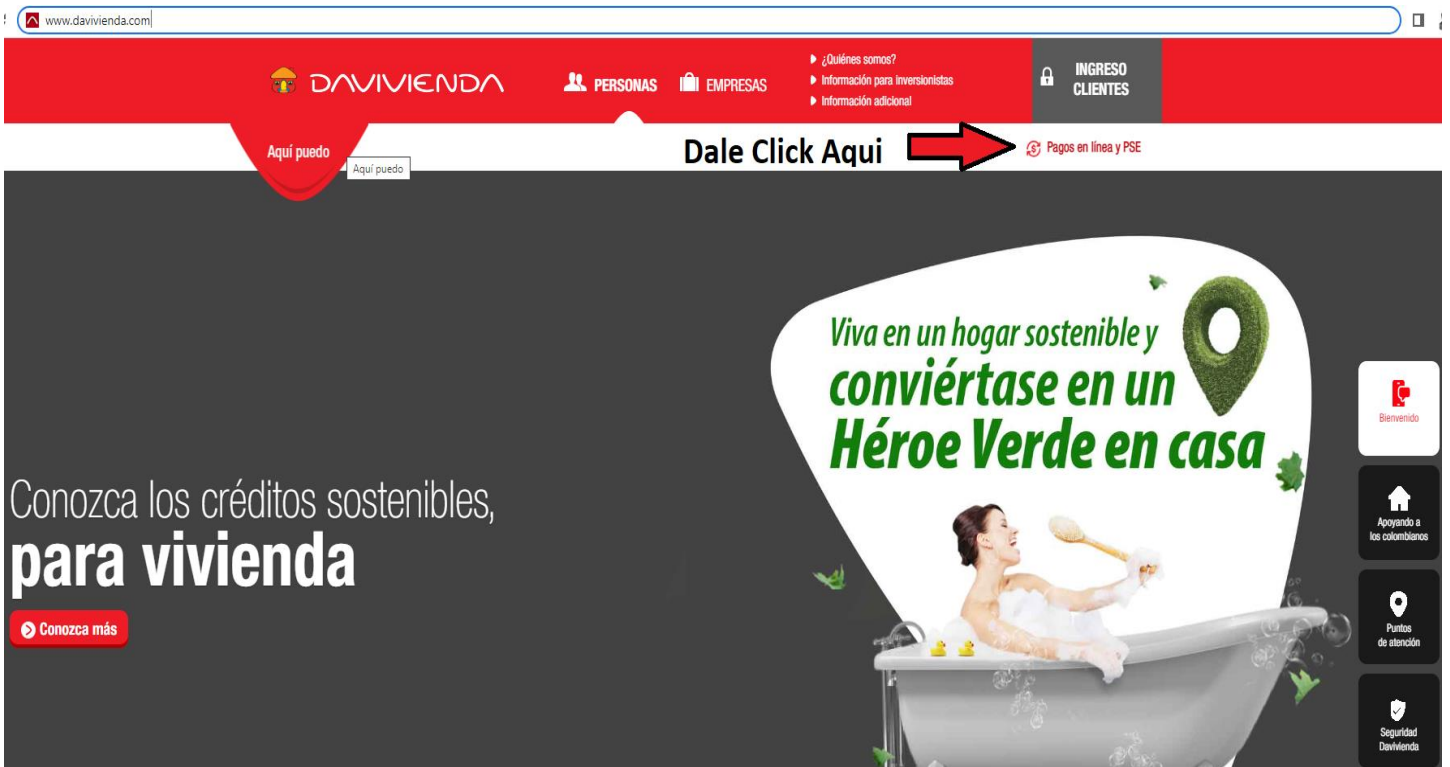 www.davivienda.com
DAVIVIENDA
PERSONAS
EMPRESAS
¿Quiénes somos?
Información para inversionistas
Información adicional
INGRESO
CLIENTES
Aquí puedo
Aquí puedo
Dale Click Aqui
Pagos en línea y PSE
Viva en un hogar sostenible y
conviértase en un
Héroe Verde en casa
Conozca los créditos sostenibles,
para vivienda
Conozca más
Bienvenido
Apoyando a
los colombianos
Puntos
de atención
Seguridad
Davivienda